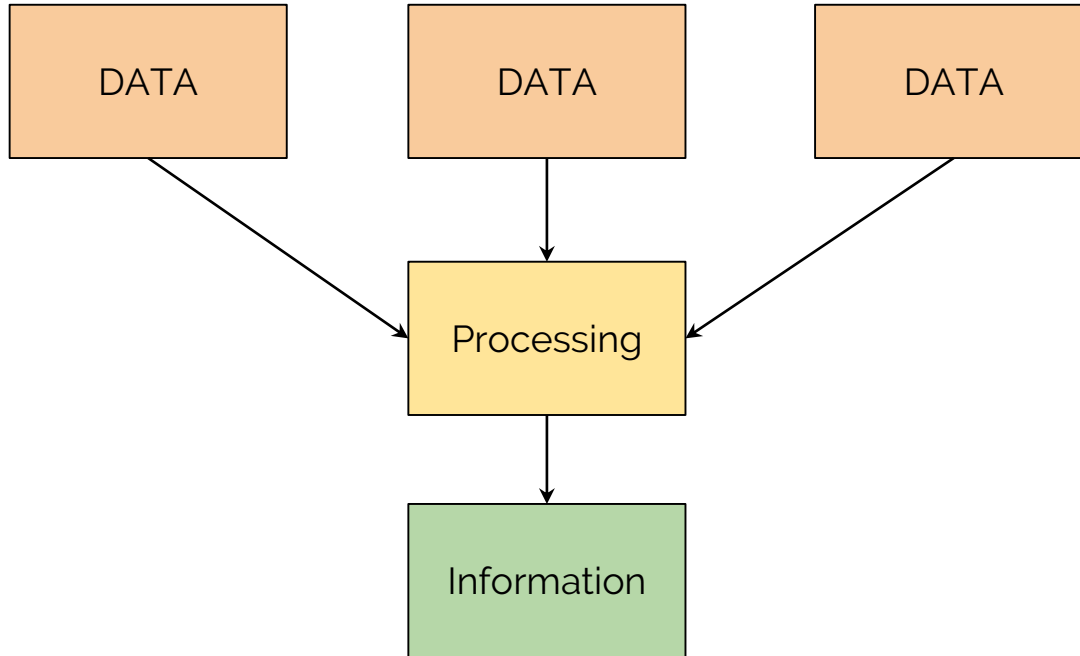 DATA
DATA
DATA
Processing
Information